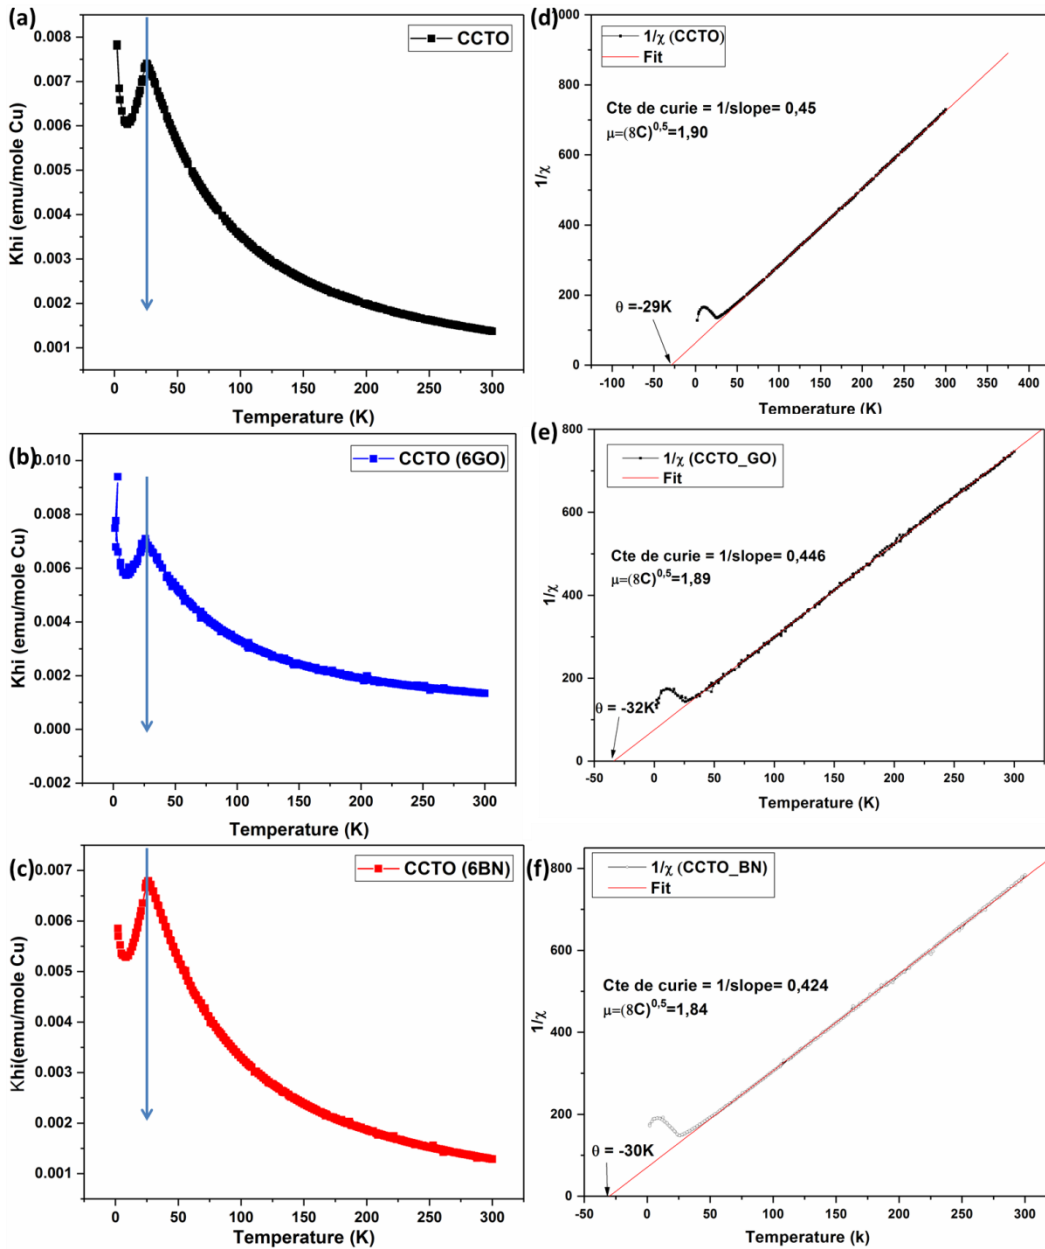 (a)
CCTO
Khi (emu/mole Cu)
0.008
0.007
0.006
0.005
0.004
0.003
0.002
0.001
0 50 100 150 200 250 300
Temperature (K)
(d)
1/χ (CCTO)
Fit
1/χ
1000
800
600
400
200
0
Cte de curie = 1/slope= 0,45
μ=(8C)0,5=1,90
θ =-29K
-100 -50 0 50 100 150 200 250 300 350 400
Temperature (K)
(b)
CCTO (6GO)
Khi (emu/mole Cu)
0.010
0.008
0.006
0.004
0.002
0.000
-0.002
0 50 100 150 200 250 300
Temperature (K)
(e)
1/χ (CCTO_GO)
Fit
1/χ
800
600
400
200
0
Cte de curie = 1/slope= 0,446
μ=(8C)0,5=1,89
θ = -32K
-50 0 50 100 150 200 250 300
Temperature (K)
(c)
CCTO (6BN)
Khi(emu/mole Cu)
0.007
0.006
0.005
0.004
0.003
0.002
0.001
0 50 100 150 200 250 300
Temperature (K)
(f)
1/χ (CCTO_BN)
Fit
1/χ
800
600
400
200
0
Cte de curie = 1/slope= 0,424
μ=(8C)0,5=1,84
θ = -30K
-50 0 50 100 150 200 250 300
Temperature (k)